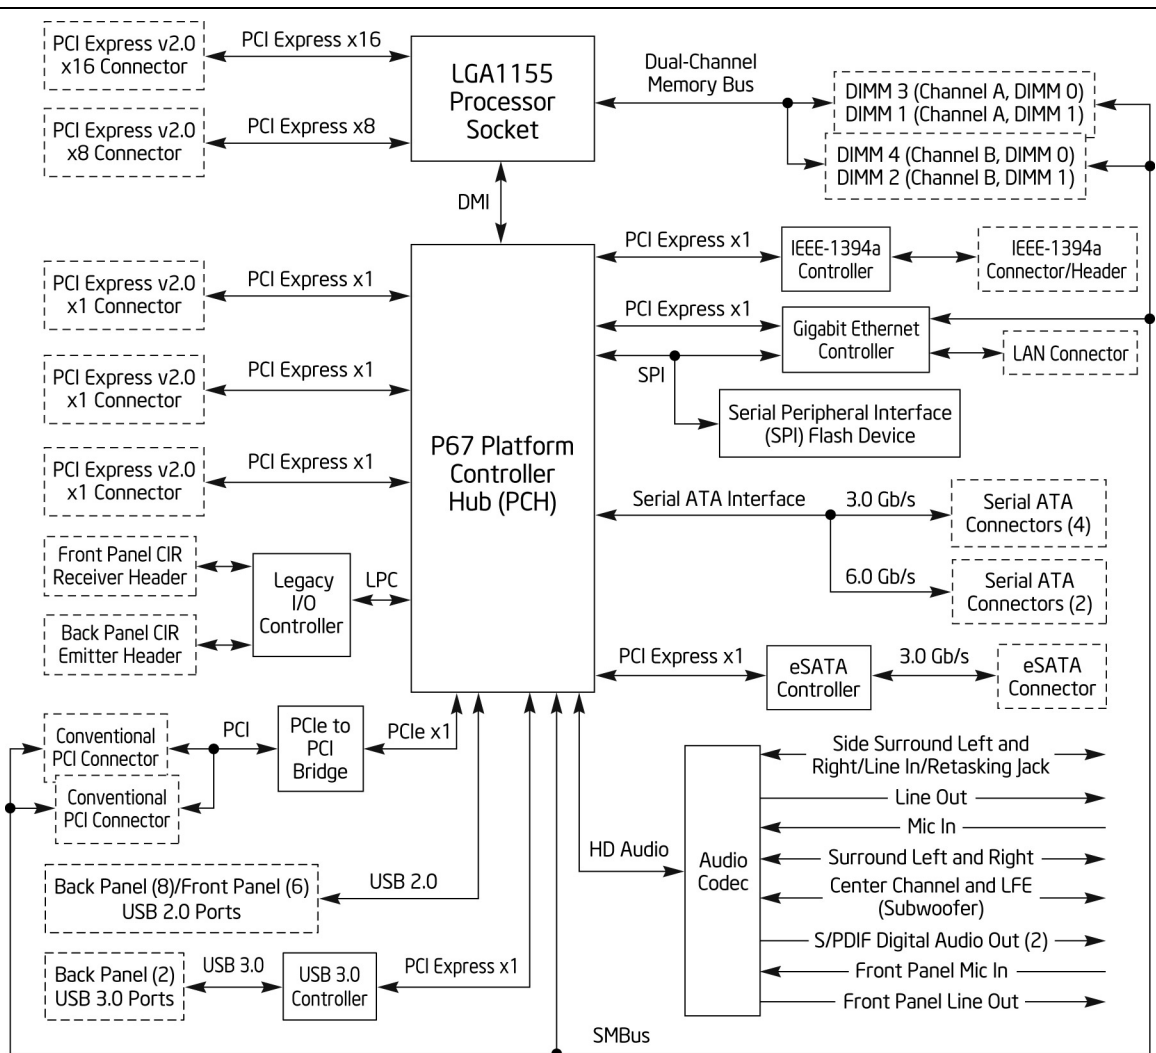 PCI Express v2.0
x16 Connector
PCI Express x16
LGA1155
Processor
Socket
Dual-Channel
Memory Bus
DIMM 3 (Channel A, DIMM 0)
DIMM 1 (Channel A, DIMM 1)
PCI Express v2.0
x8 Connector
PCI Express x8
DIMM 4 (Channel B, DIMM 0)
DIMM 2 (Channel B, DIMM 1)
DMI
PCI Express x1
IEEE-1394a
Controller
IEEE-1394a
Connector/Header
PCI Express v2.0
x1 Connector
PCI Express x1
PCI Express x1
Gigabit Ethernet
Controller
LAN Connector
SPI
PCI Express v2.0
x1 Connector
PCI Express x1
Serial Peripheral Interface
(SPI) Flash Device
P67 Platform
Controller
Hub (PCH)
PCI Express v2.0
x1 Connector
PCI Express x1
Serial ATA Interface
3.0 Gb/s
Serial ATA
Connectors (4)
6.0 Gb/s
Serial ATA
Connectors (2)
Front Panel CIR
Receiver Header
Legacy
I/O
Controller
LPC
Back Panel CIR
Emitter Header
PCI Express x1
eSATA
Controller
3.0 Gb/s
eSATA
Connector
Conventional
PCI Connector
PCI
PCIe to
PCI
Bridge
PCIe x1
Conventional
PCI Connector
Side Surround Left and
Right/Line In/Retasking Jack
Line Out
Mic In
HD Audio
Audio
Codec
Surround Left and Right
Center Channel and LFE
(Subwoofer)
S/PDIF Digital Audio Out (2)
Front Panel Mic In
Front Panel Line Out
Back Panel (8)/Front Panel (6)
USB 2.0 Ports
USB 2.0
Back Panel (2)
USB 3.0 Ports
USB 3.0
USB 3.0
Controller
PCI Express x1
SMBus